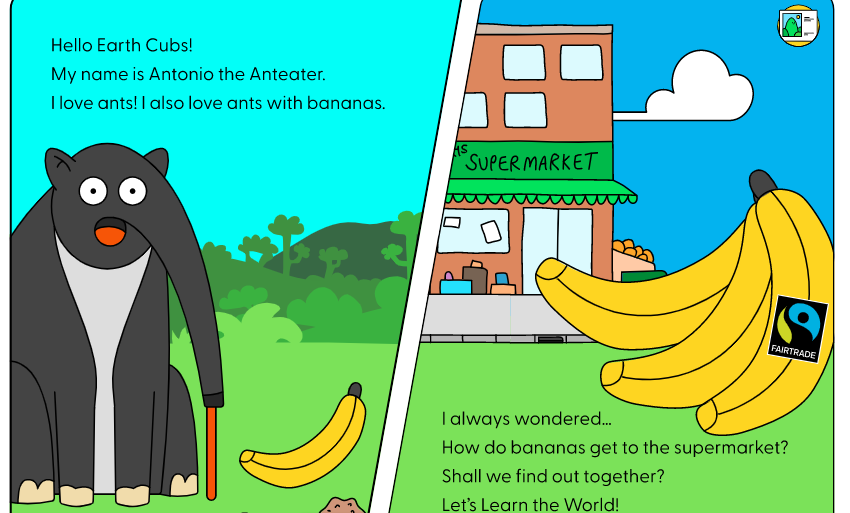 Hello Earth Cubs!
My name is Antonio the Anteater.
I love ants! I also love ants with bananas.
SUPERMARKET
FAIRTRADE
I always wondered...
How do bananas get to the supermarket?
Shall we find out together?
Let's Learn the World!